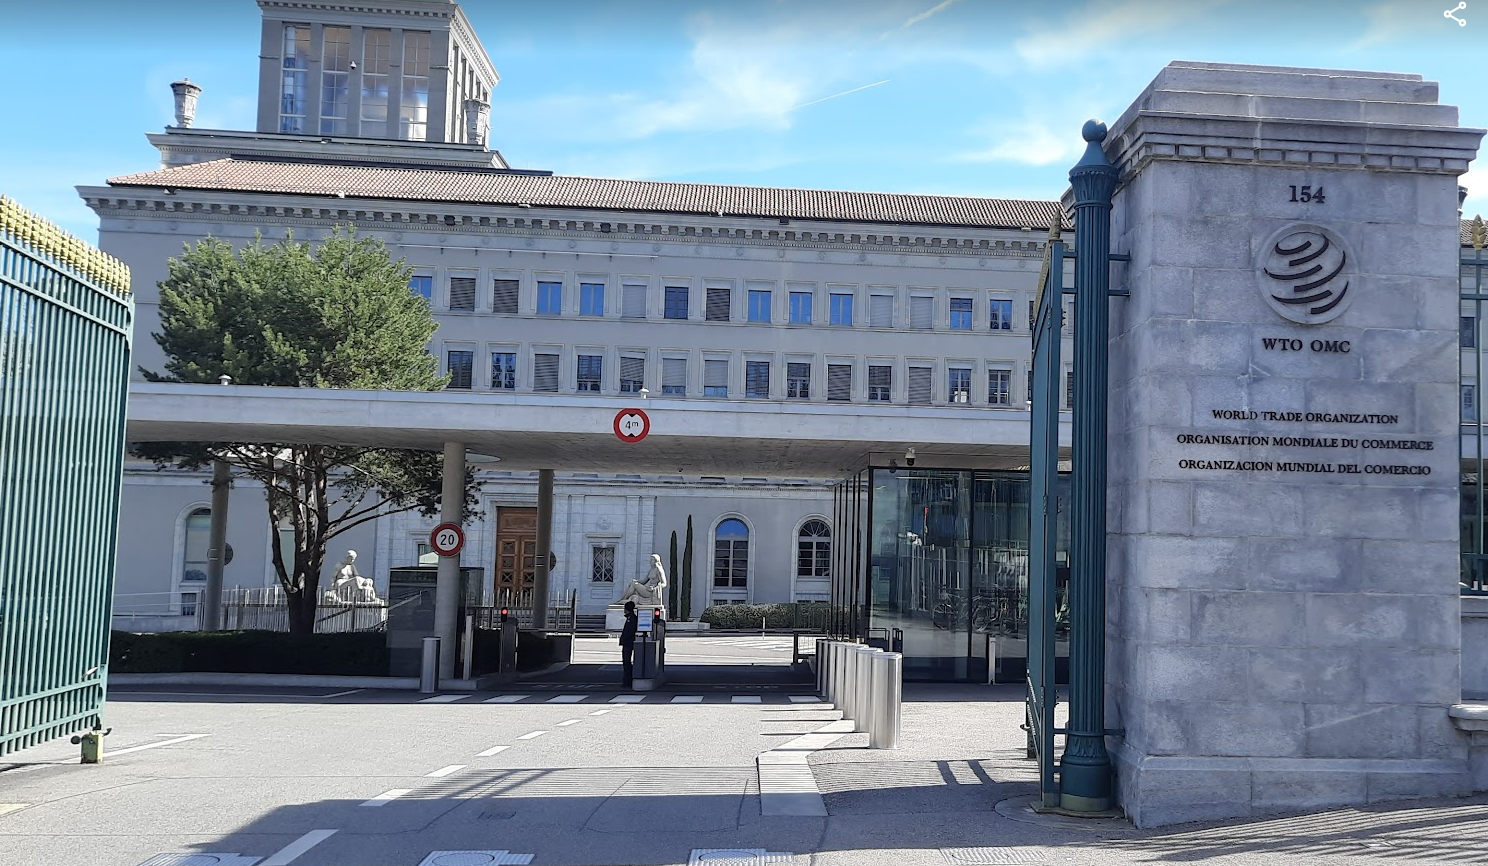 154
WTO OMC
WORLD TRADE ORGANIZATION
ORGANISATION MONDIALE DU COMMERCE
ORGANIZACION MUNDIAL DEL COMERCIO
4m
20